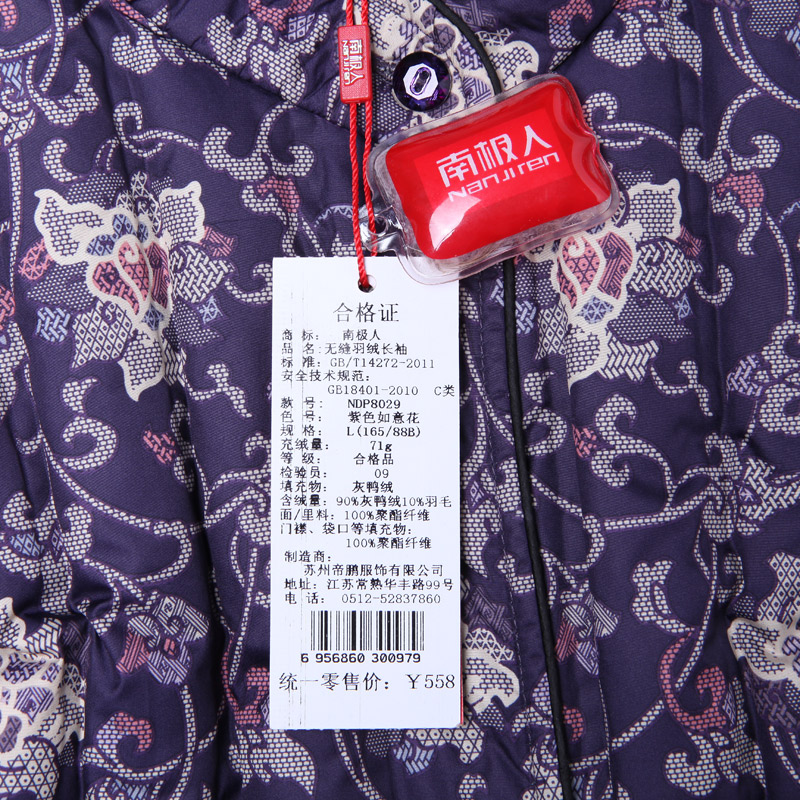 南极人
NanJiren
南极人
NanJiren
合格证
商 标： 南极人
品 名：无缝羽绒长袖
标 准：GB/T14272-2011
安全技术规范：
GB18401-2010 C类
款 号： NDP8029
色 号： 紫色如意花
规 格： L(165/88B)
充绒量： 71g
等 级： 合格品
检验员： 09
填充物： 灰鸭绒
含绒量：90%灰鸭绒10%羽毛
面/里料：100%聚酯纤维
门襟、袋口等填充物：
100%聚酯纤维
制造商：
苏州帝鹏服饰有限公司
地址：江苏常熟华丰路99号
电 话： 0512-52837860
6 956860 300979
统一零售价：￥558